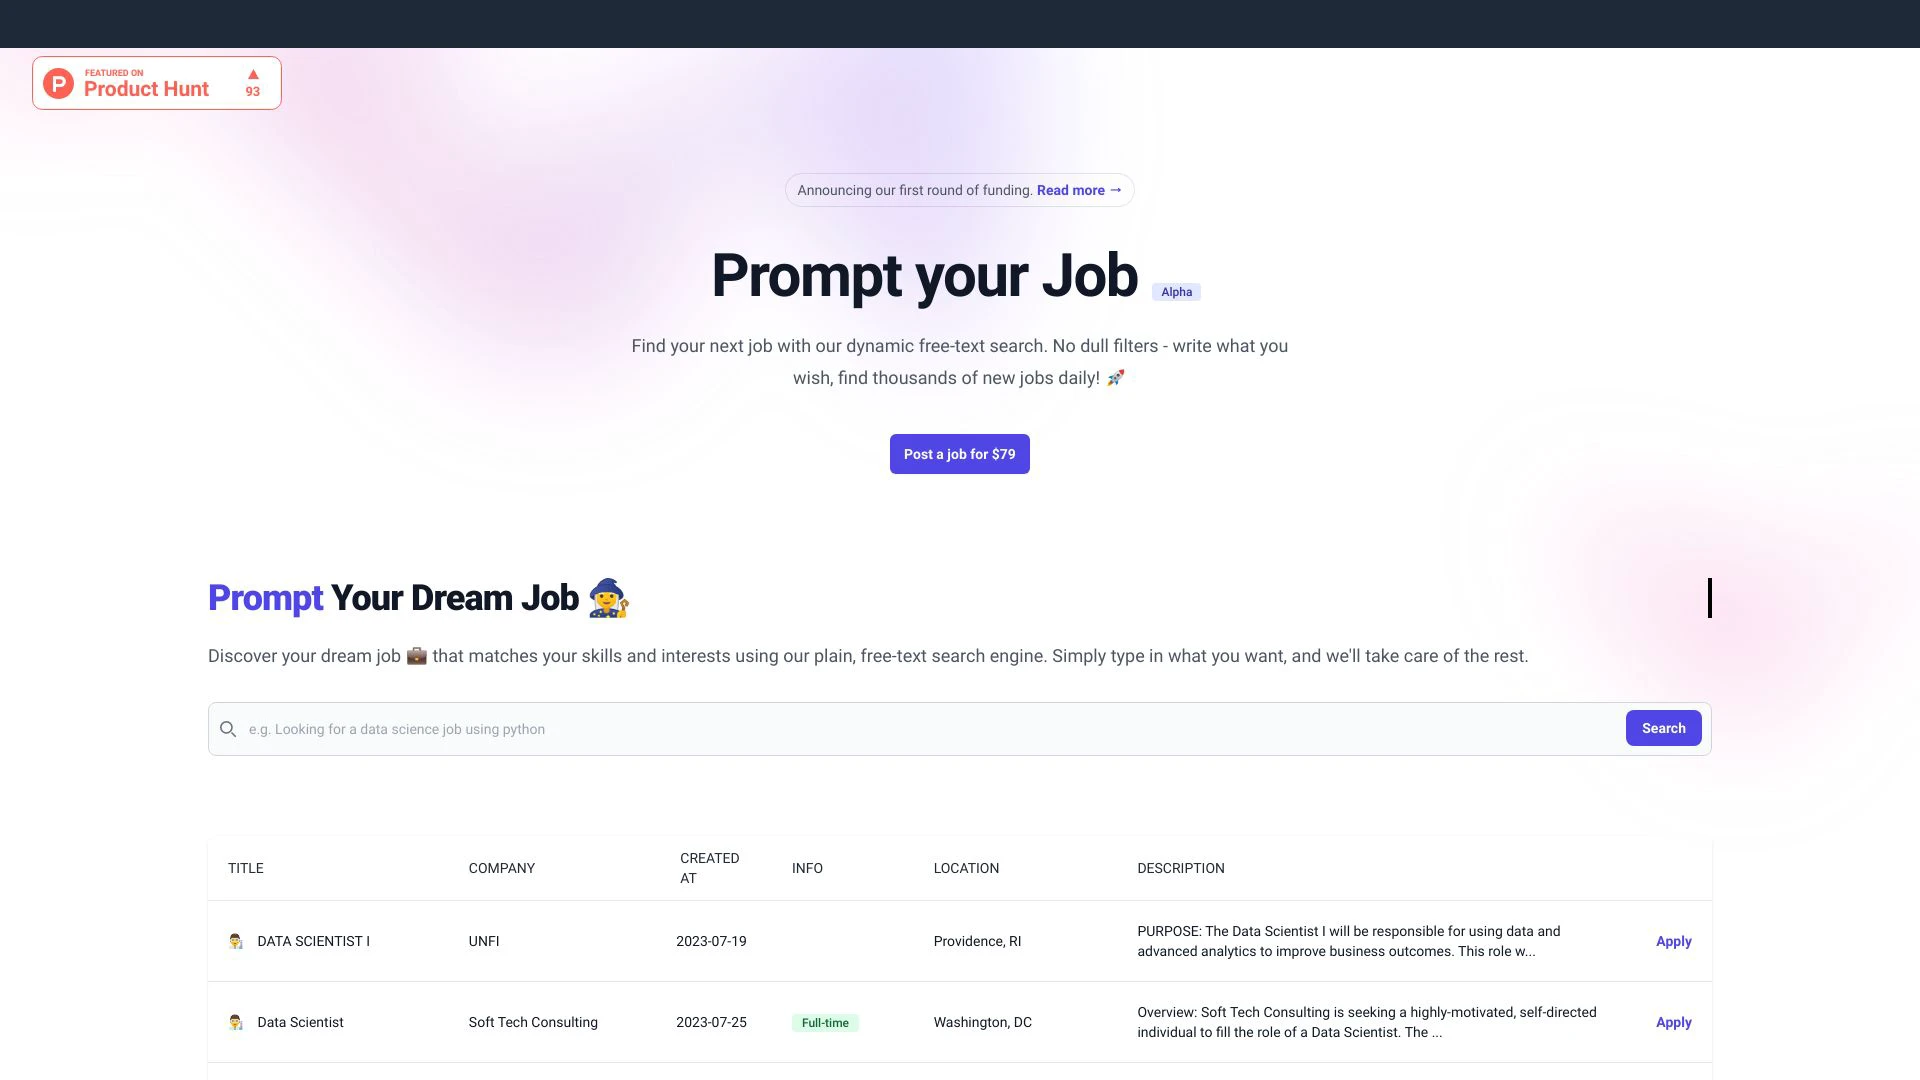 FEATURED ON
Product Hunt
93
Announcing our first round of funding. Read more →
Prompt your Job Alpha
Find your next job with our dynamic free-text search. No dull filters - write what you
wish, find thousands of new jobs daily! 🚀
Post a job for $79
Prompt Your Dream Job 🧙
Discover your dream job 💼 that matches your skills and interests using our plain, free-text search engine. Simply type in what you want, and we'll take care of the rest.
e.g. Looking for a data science job using python
Search
TITLE COMPANY CREATED AT INFO LOCATION DESCRIPTION
DATA SCIENTIST I UNFI 2023-07-19 Providence, RI
PURPOSE: The Data Scientist I will be responsible for using data and
advanced analytics to improve business outcomes. This role w...
Apply
Data Scientist Soft Tech Consulting 2023-07-25 Full-time Washington, DC
Overview: Soft Tech Consulting is seeking a highly-motivated, self-directed
individual to fill the role of a Data Scientist. The ...
Apply